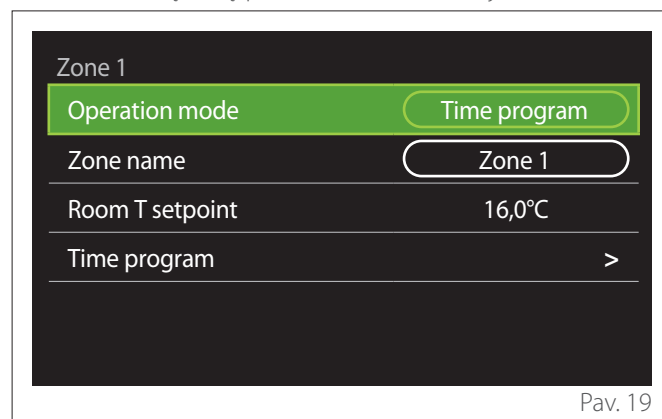 Zone 1
Operation mode Time program
Zone name Zone 1
Room T setpoint 16,0°C
Time program >
Pav. 19